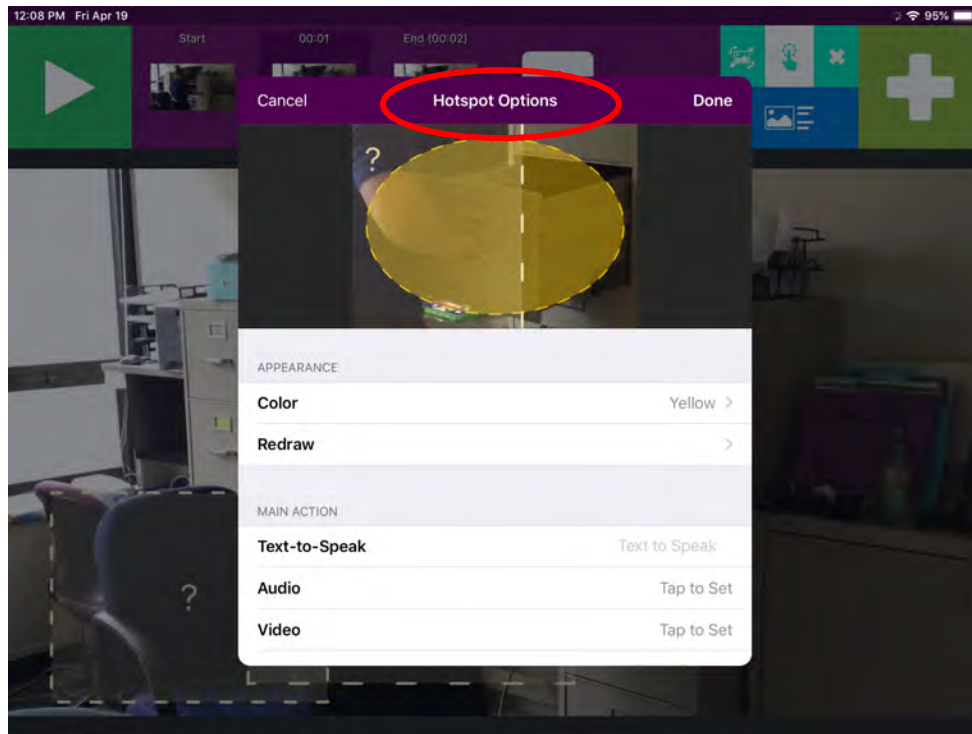 12:08 PM Fri Apr 19 95%
Start 00:01 End (00:02)
Cancel Hotspot Options Done
?
APPEARANCE
Color Yellow >
Redraw >
MAIN ACTION
Text-to-Speak Text to Speak
Audio Tap to Set
?
Video Tap to Set